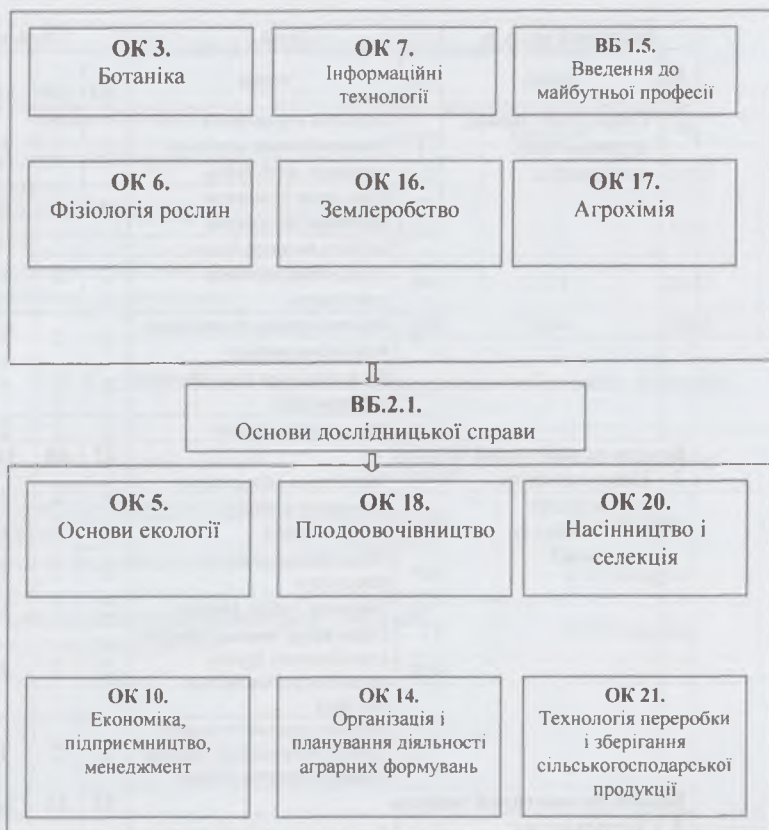 ОК 3.
Ботаніка
ОК 7.
Інформаційні
технології
ВБ 1.5.
Введення до
майбутньої професії
ОК 6.
Фізіологія рослин
ОК 16.
Землеробство
ОК 17.
Агрохімія
ВБ.2.1.
Основи дослідницької справи
ОК 5.
Основи екології
ОК 18.
Плодоовочівництво
ОК 20.
Насінництво і
селекція
ОК 10.
Економіка,
підприємництво,
менеджмент
ОК 14.
Організація і
планування діяльності
аграрних формувань
ОК 21.
Технологія переробки
і зберігання
сільськогосподарської
продукції